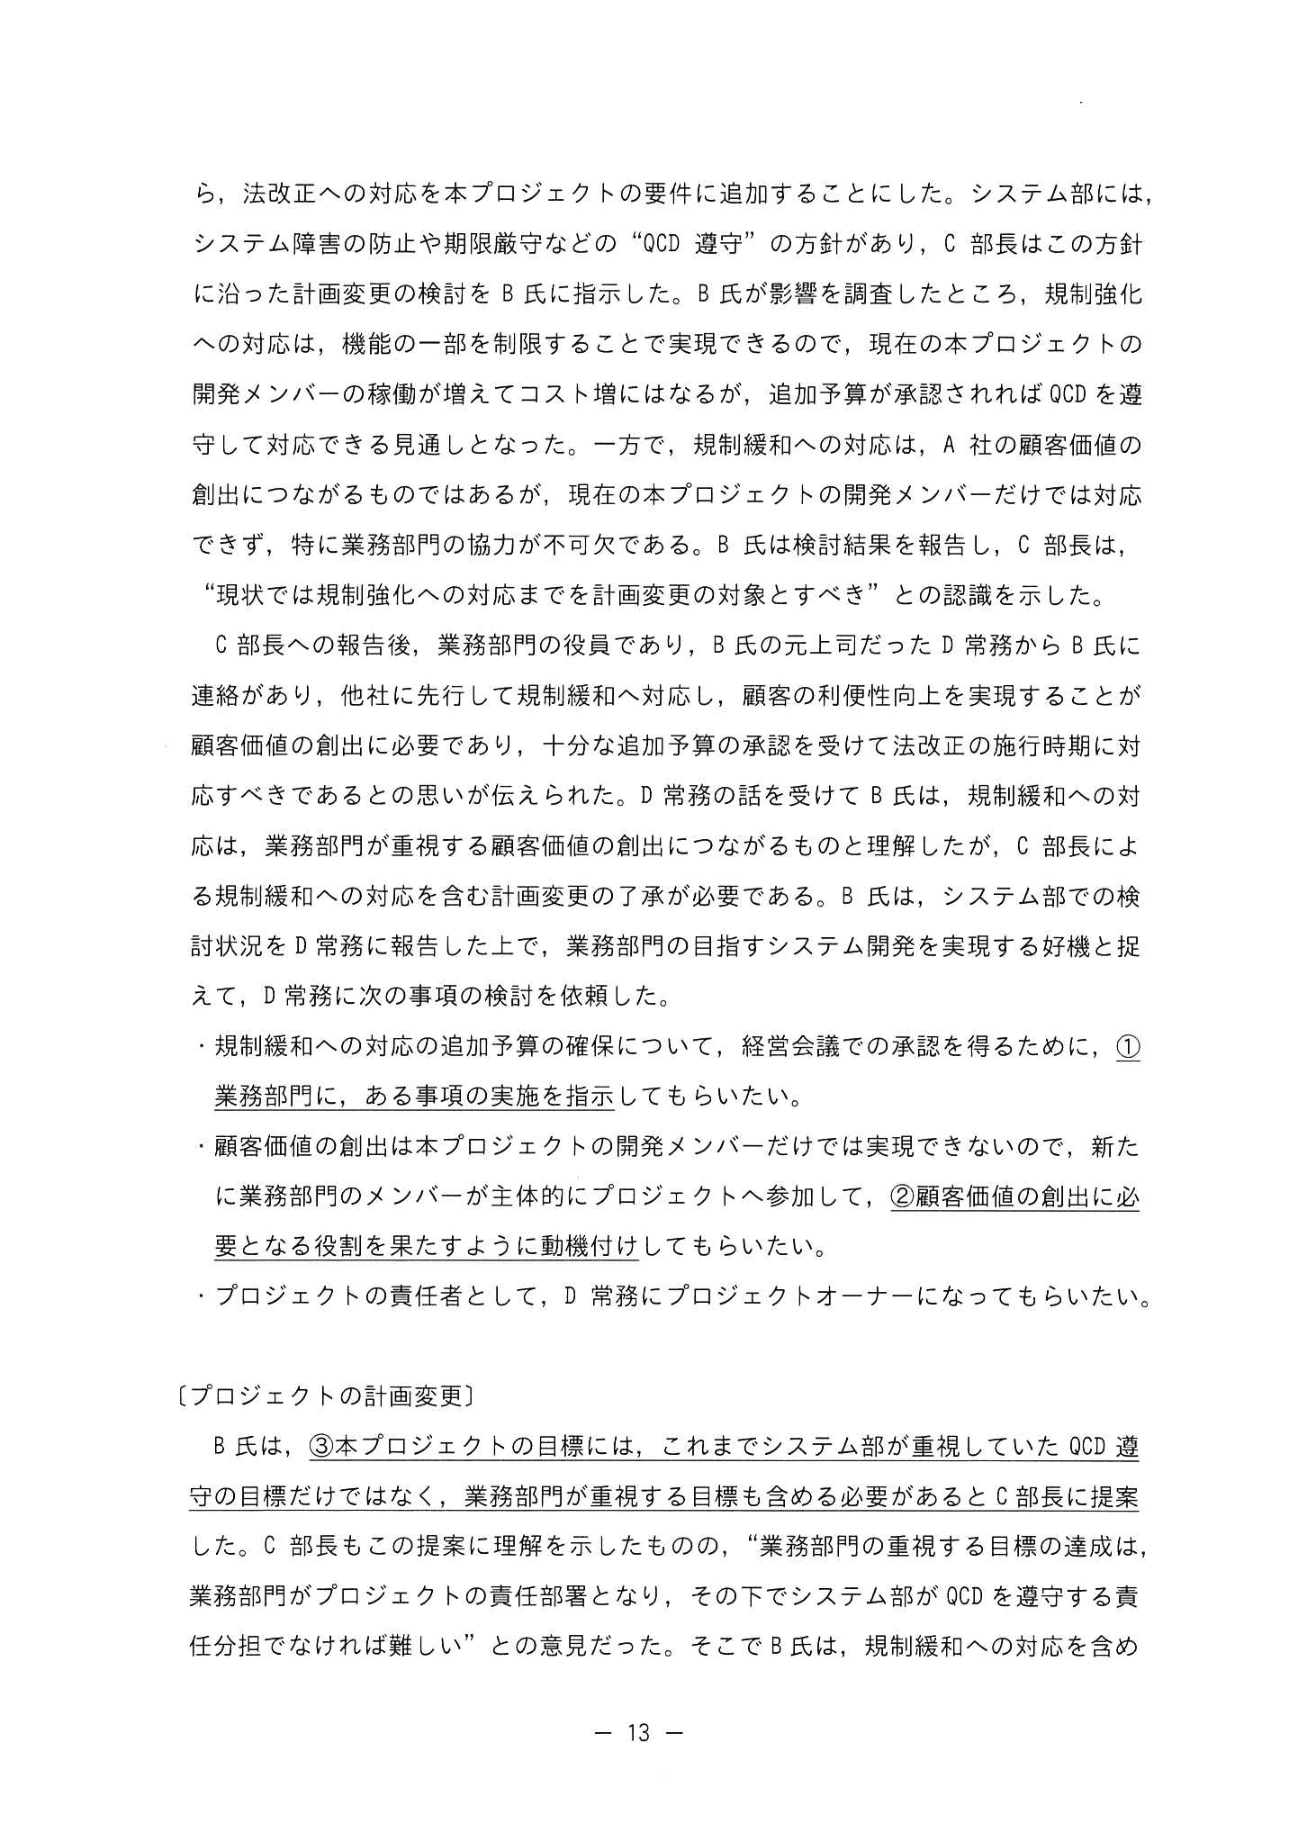 ら，法改正への対応を本プロジェクトの要件に追加することにした。システム部には，
システム障害の防止や期限厳守などの“QCD 遵守”の方針があり，C 部長はこの方針
に沿った計画変更の検討を B 氏に指示した。B 氏が影響を調査したところ，規制強化
への対応は，機能の一部を制限することで実現できるので，現在の本プロジェクトの
開発メンバーの稼働が増えてコスト増にはなるが，追加予算が承認されれば QCD を遵
守して対応できる見通しとなった。一方で，規制緩和への対応は，A 社の顧客価値の
創出につながるものではあるが，現在の本プロジェクトの開発メンバーだけでは対応
できず，特に業務部門の協力が不可欠である。B 氏は検討結果を報告し，C 部長は，
“現状では規制強化への対応までを計画変更の対象とすべき”との認識を示した。
C 部長への報告後，業務部門の役員であり，B 氏の元上司だった D 常務から B 氏に
連絡があり，他社に先行して規制緩和へ対応し，顧客の利便性向上を実現することが
顧客価値の創出に必要であり，十分な追加予算の承認を受けて法改正の施行時期に対
応すべきであるとの思いが伝えられた。D 常務の話を受けて B 氏は，規制緩和への対
応は，業務部門が重視する顧客価値の創出につながるものと理解したが，C 部長によ
る規制緩和への対応を含む計画変更の了承が必要である。B 氏は，システム部での検
討状況を D 常務に報告した上で，業務部門の目指すシステム開発を実現する好機と捉
えて，D 常務に次の事項の検討を依頼した。
・規制緩和への対応の追加予算の確保について，経営会議での承認を得るために，①
業務部門に，ある事項の実施を指示してもらいたい。
・顧客価値の創出は本プロジェクトの開発メンバーだけでは実現できないので，新た
に業務部門のメンバーが主体的にプロジェクトへ参加して，②顧客価値の創出に必
要となる役割を果たすように動機付けしてもらいたい。
・プロジェクトの責任者として，D 常務にプロジェクトオーナーになってもらいたい。
〔プロジェクトの計画変更〕
B 氏は，③本プロジェクトの目標には，これまでシステム部が重視していた QCD 遵
守の目標だけではなく，業務部門が重視する目標も含める必要があると C 部長に提案
した。C 部長もこの提案に理解を示したものの，“業務部門の重視する目標の達成は，
業務部門がプロジェクトの責任部署となり，その下でシステム部が QCD を遵守する責
任分担でなければ難しい”との意見だった。そこで B 氏は，規制緩和への対応を含め
－ 13 －